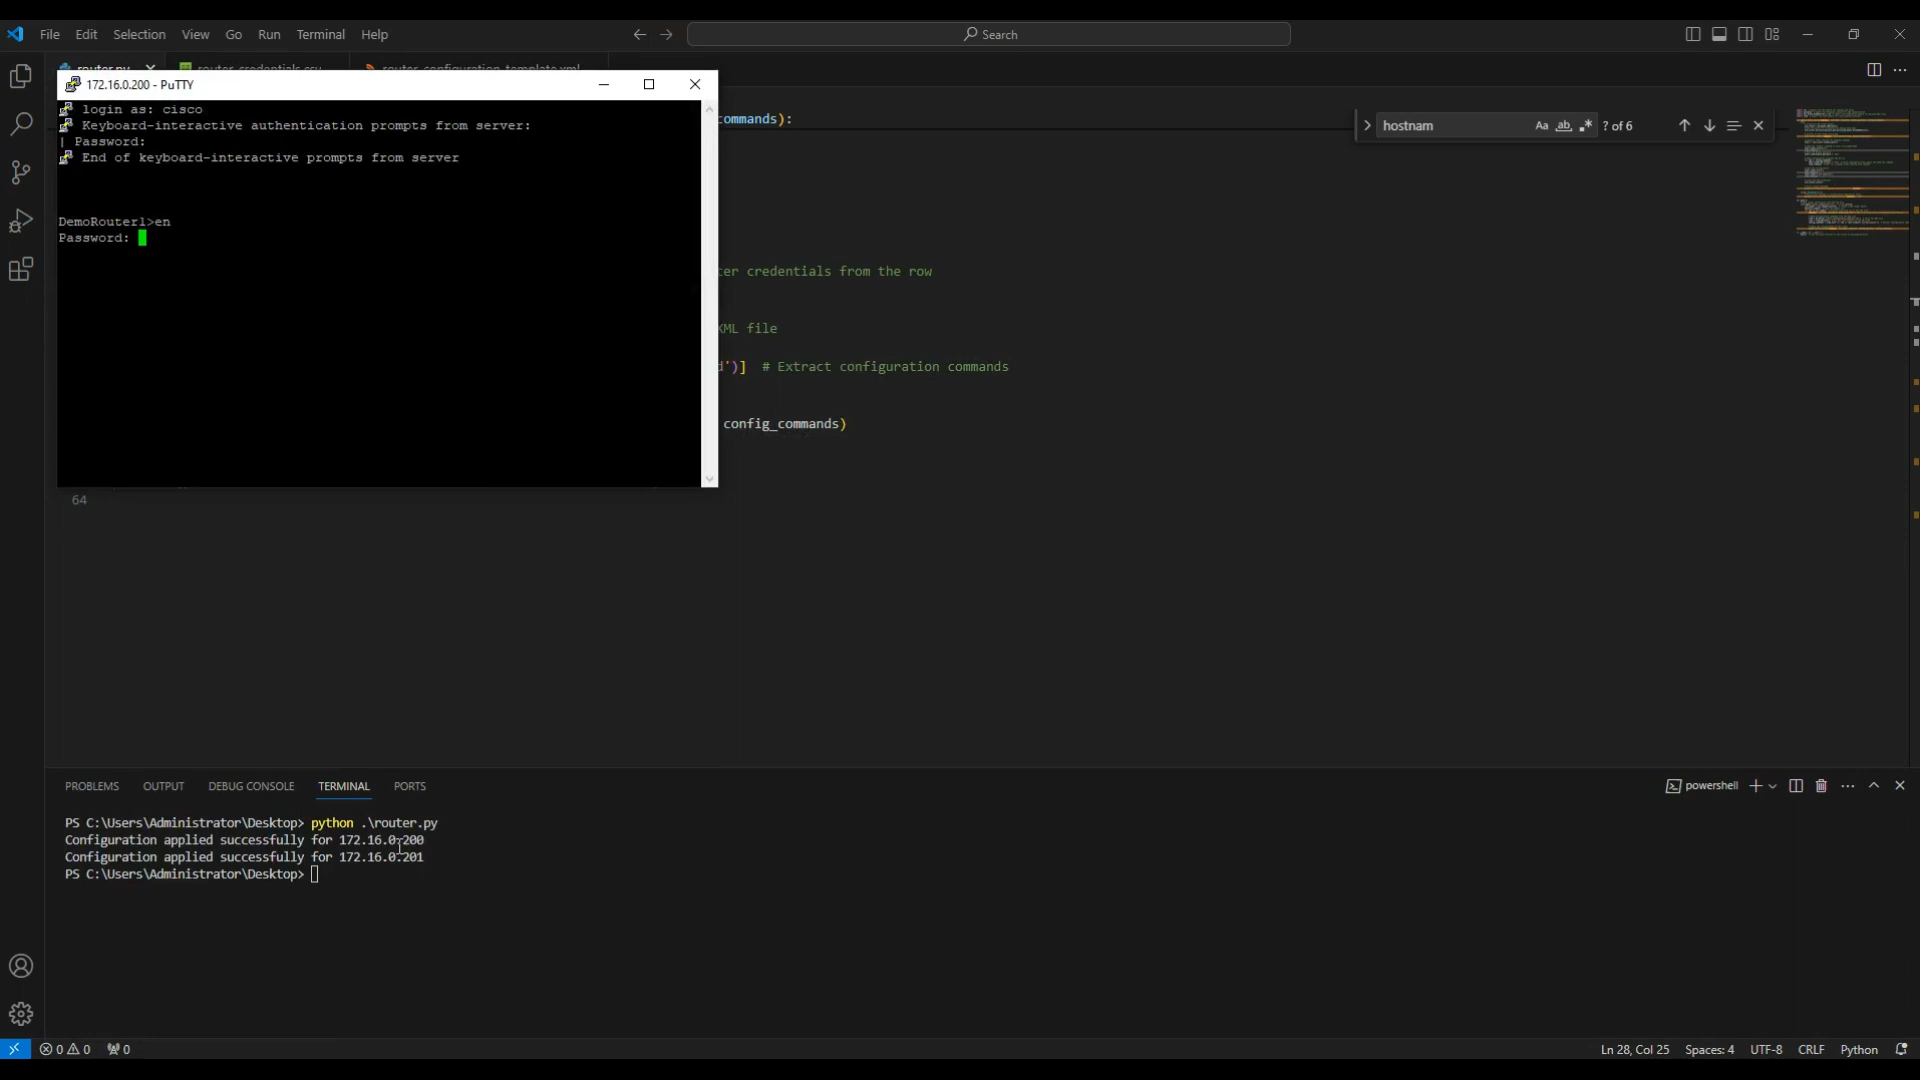 File Edit Selection View Go Run Terminal Help
Search
router.py router_credentials.csv router_configuration_template.xml
172.16.0.200 - PuTTY
login as: cisco
Keyboard-interactive authentication prompts from server:
| Password:
End of keyboard-interactive prompts from server
DemoRouter1>en
Password:
commands):
hostnam Aa ab .* ? of 6
ter credentials from the row
XML file
d')] # Extract configuration commands
config_commands)
64
PROBLEMS OUTPUT DEBUG CONSOLE TERMINAL PORTS
powershell
PS C:\Users\Administrator\Desktop> python .\router.py
Configuration applied successfully for 172.16.0.200
Configuration applied successfully for 172.16.0.201
PS C:\Users\Administrator\Desktop>
0 0 0
Ln 28, Col 25 Spaces: 4 UTF-8 CRLF Python